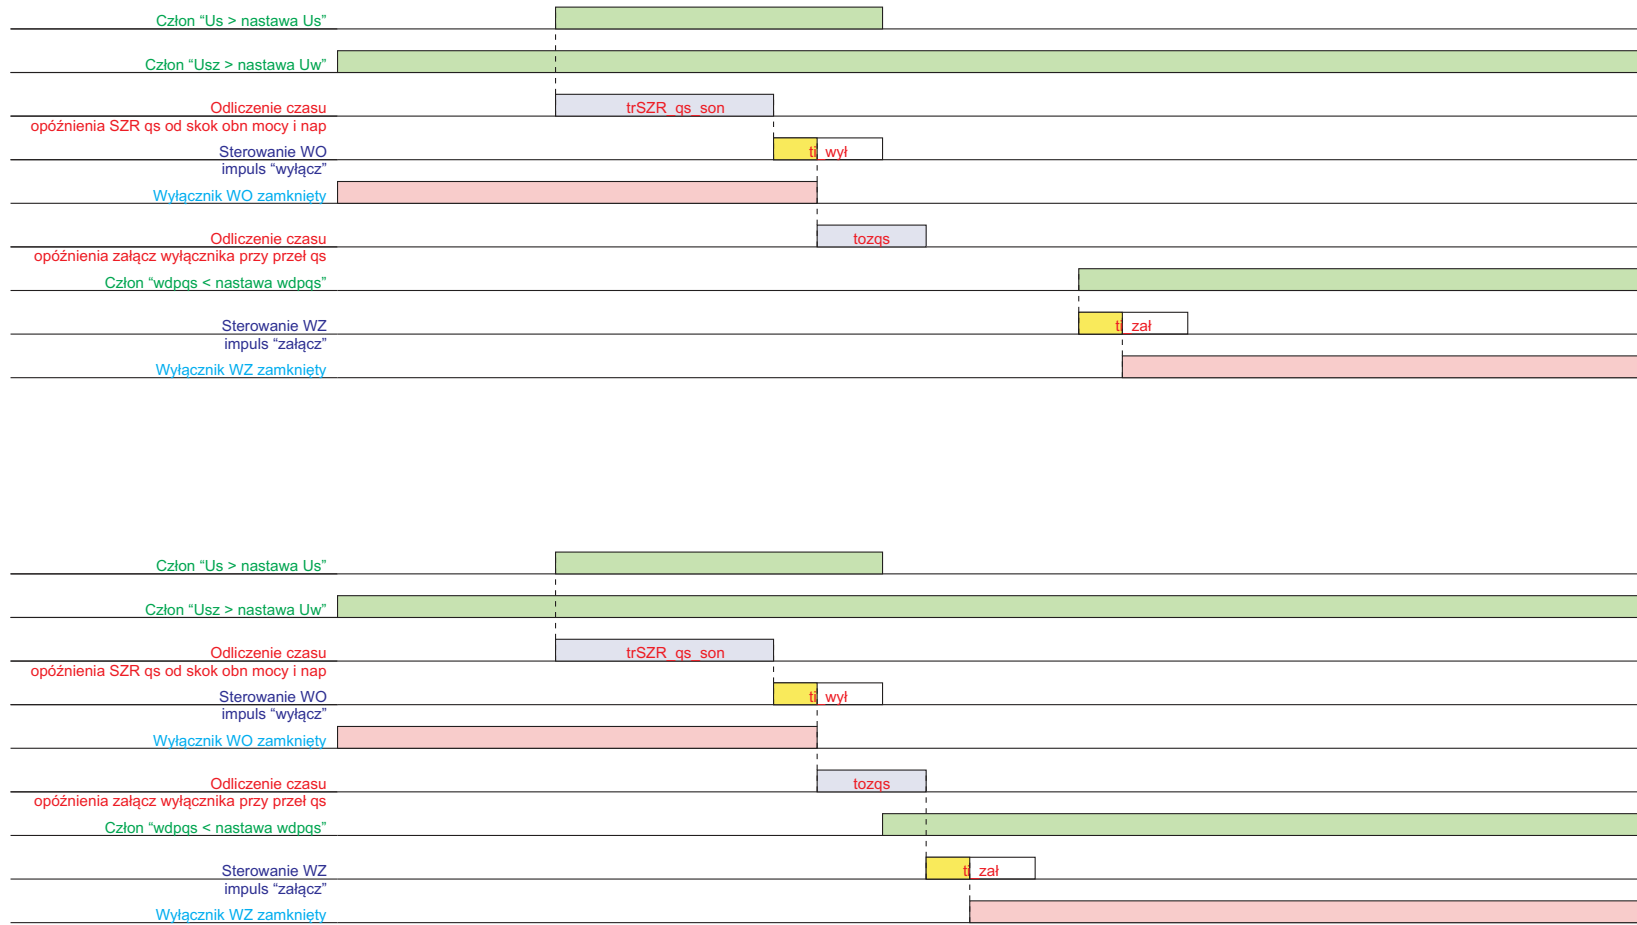 Człon “Us > nastawa Us”
Człon “Usz > nastawa Uw”
Odliczenie czasu
trSZR_qs_son
opóźnienia SZR qs od skok obn mocy i nap
Sterowanie WO
ti_wył
impuls “wyłącz”
Wyłącznik WO zamknięty
Odliczenie czasu
tozqs
opóźnienia załącz wyłącznika przy przeł qs
Człon “wdpqs < nastawa wdpqs”
Sterowanie WZ
ti_zał
impuls “załącz”
Wyłącznik WZ zamknięty
Człon “Us > nastawa Us”
Człon “Usz > nastawa Uw”
Odliczenie czasu
trSZR_qs_son
opóźnienia SZR qs od skok obn mocy i nap
Sterowanie WO
ti_wył
impuls “wyłącz”
Wyłącznik WO zamknięty
Odliczenie czasu
tozqs
opóźnienia załącz wyłącznika przy przeł qs
Człon “wdpqs < nastawa wdpqs”
Sterowanie WZ
ti_zał
impuls “załącz”
Wyłącznik WZ zamknięty